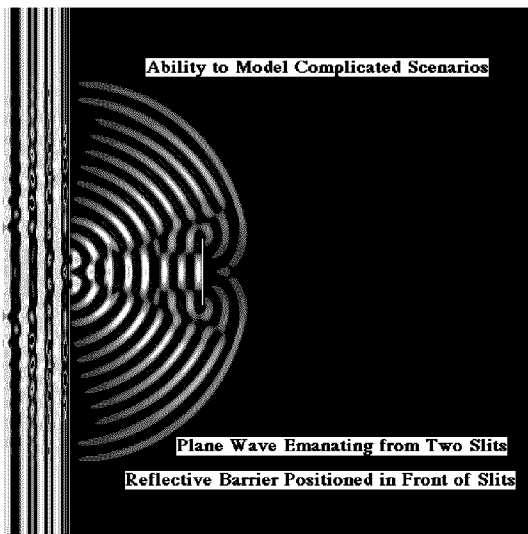 Ability to Model Complicated Scenarios
Plane Wave Emanating from Two Slits
Reflective Barrier Positioned in Front of Slits